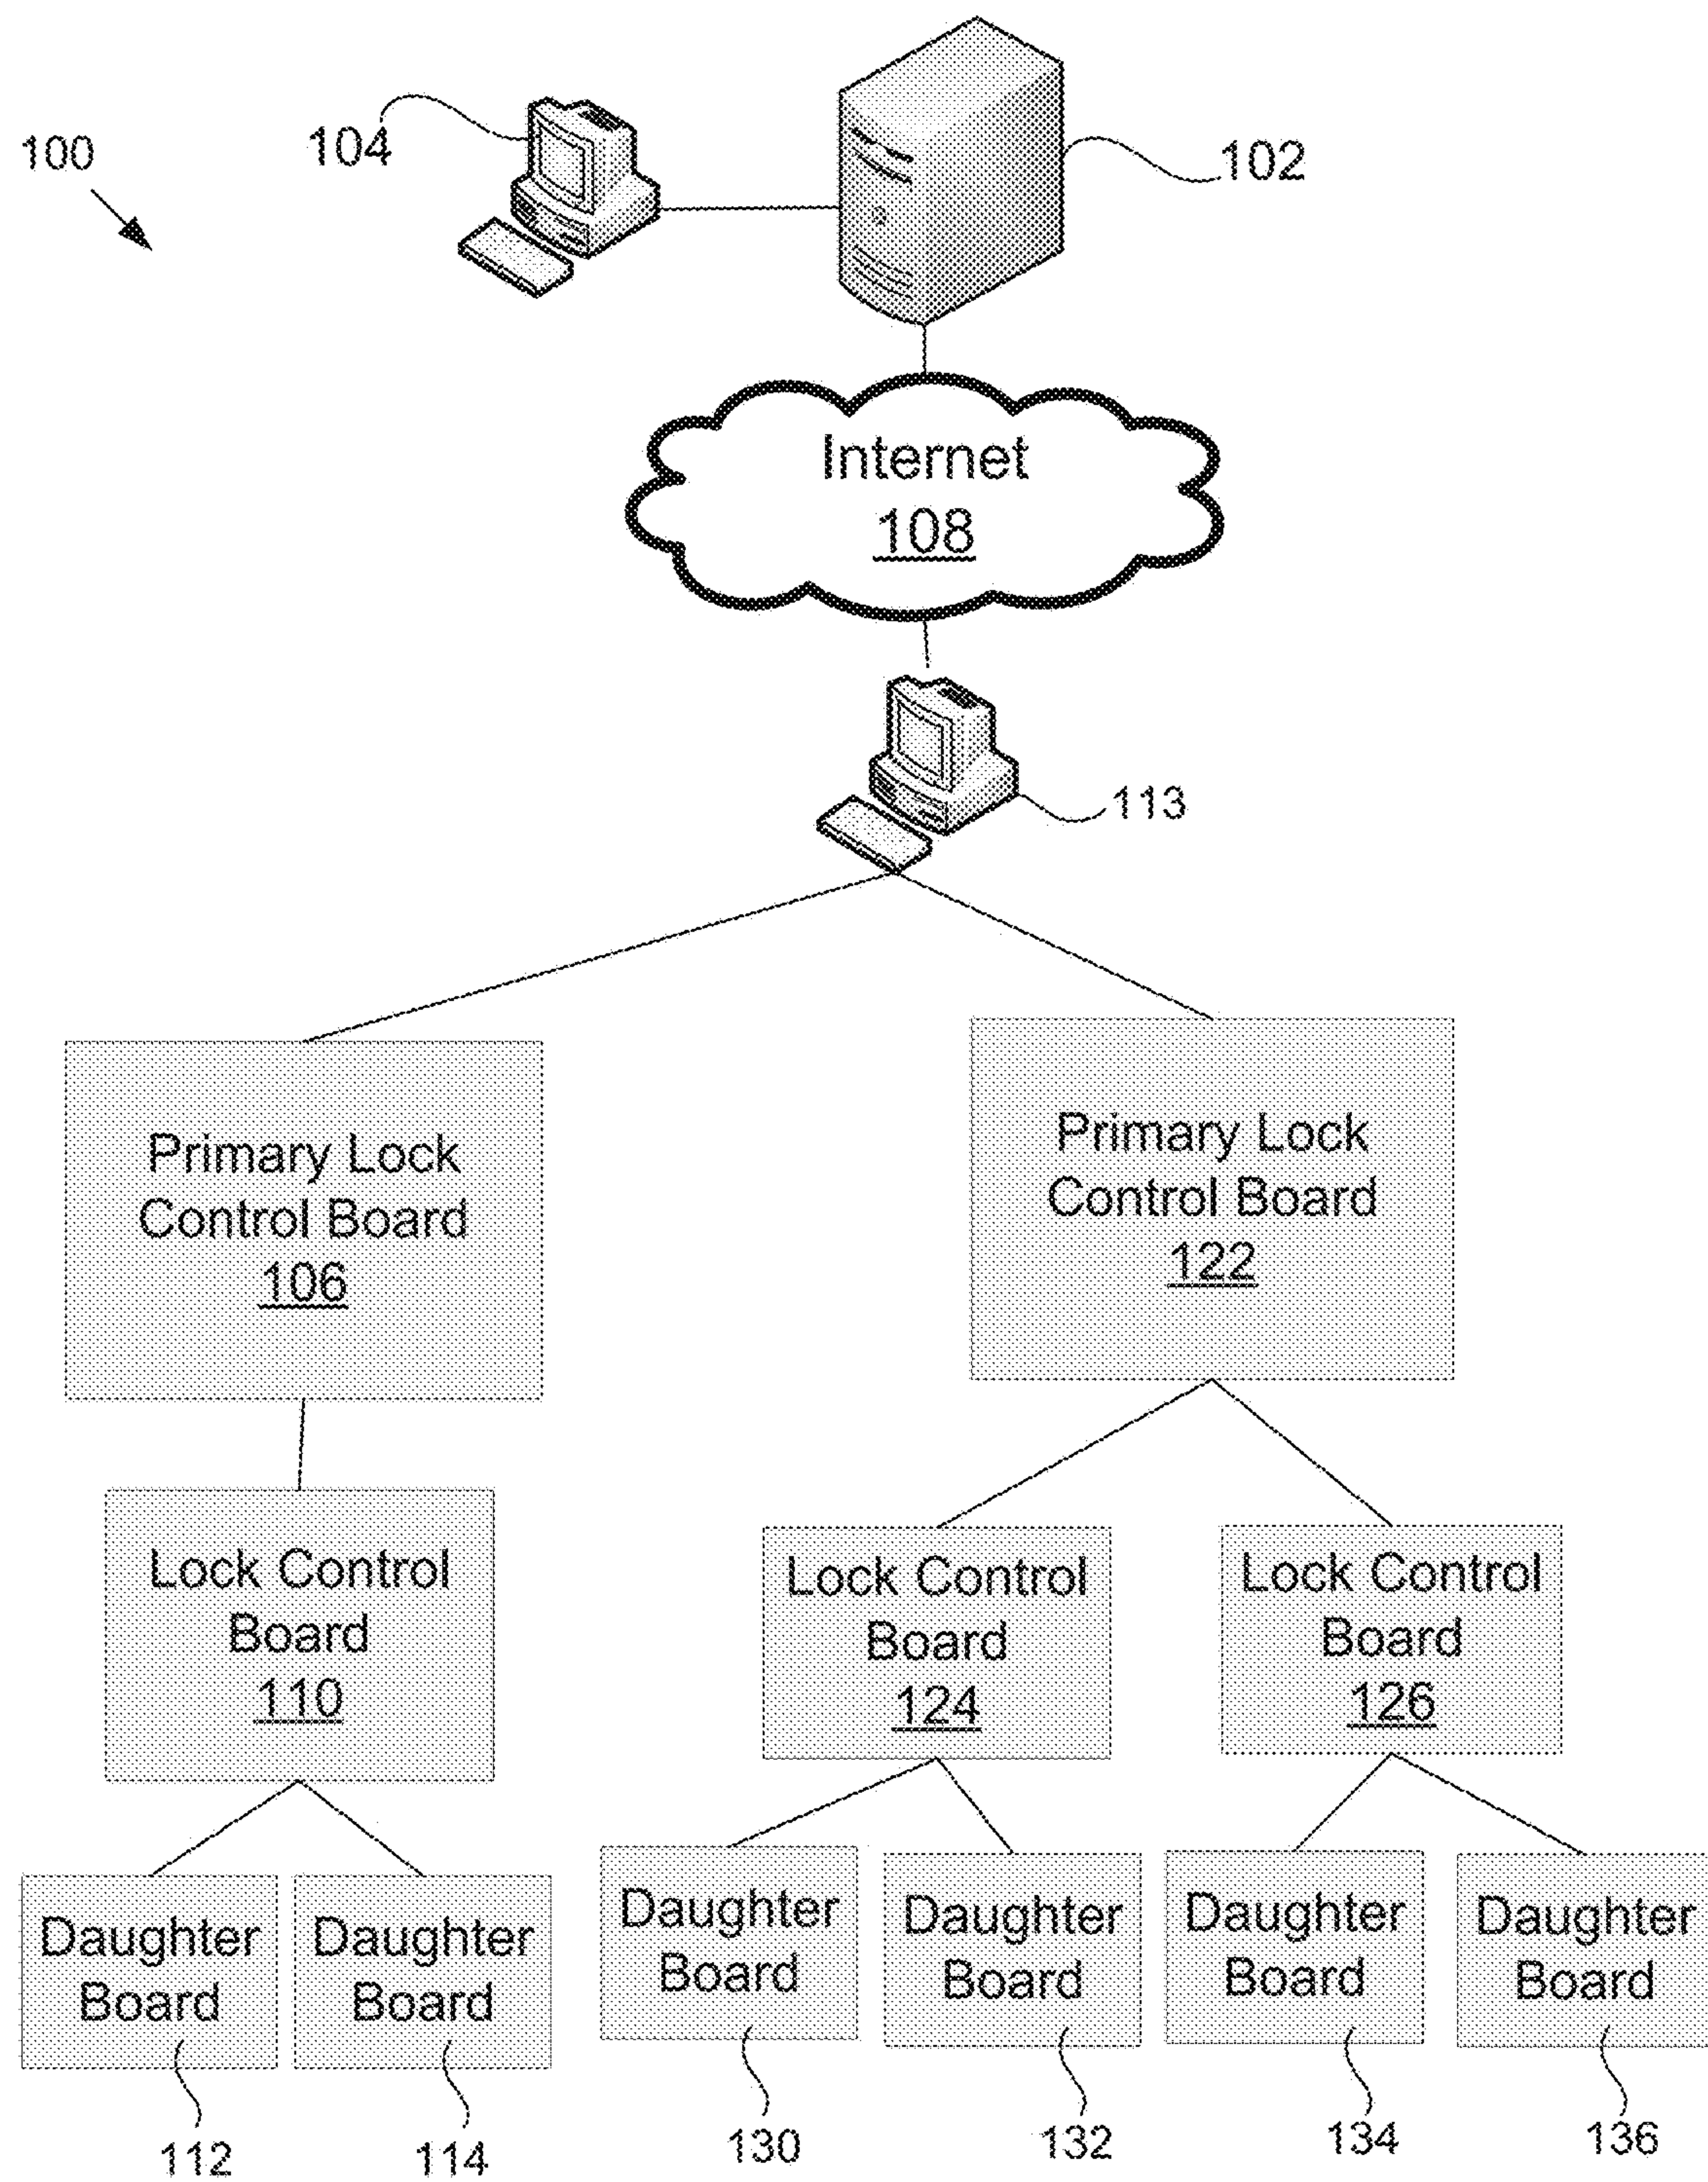 104
102
100
Internet
108
113
Primary Lock
Control Board
106
Primary Lock
Control Board
122
Lock Control
Board
110
Lock Control
Board
124
Lock Control
Board
126
Daughter
Board
Daughter
Board
Daughter
Board
Daughter
Board
Daughter
Board
Daughter
Board
112
114
130
132
134
136